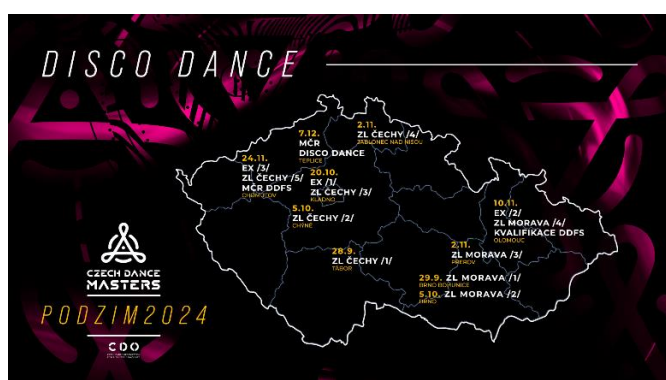 DISCO DANCE
2.11.
ZL ČECHY /4/
JABLONEC NAD NISOU
7.12.
MČR
DISCO DANCE
TEPLICE
24.11.
EX /3/
ZL ČECHY /5/
MČR DDFS
CHOMUTOV
20.10.
EX /1/
ZL ČECHY /3/
KLADNO
5.10.
ZL ČECHY /2/
CHÝNĚ
10.11.
EX /2/
ZL MORAVA /4/
KVALIFIKACE DDFS
OLOMOUC
28.9.
ZL ČECHY /1/
TÁBOR
2.11.
ZL MORAVA /3/
PŘEROV
29.9. ZL MORAVA /1/
BRNO BOHUNICE
5.10. ZL MORAVA /2/
BRNO
CZECH DANCE
MASTERS
PODZIM2024
CDO